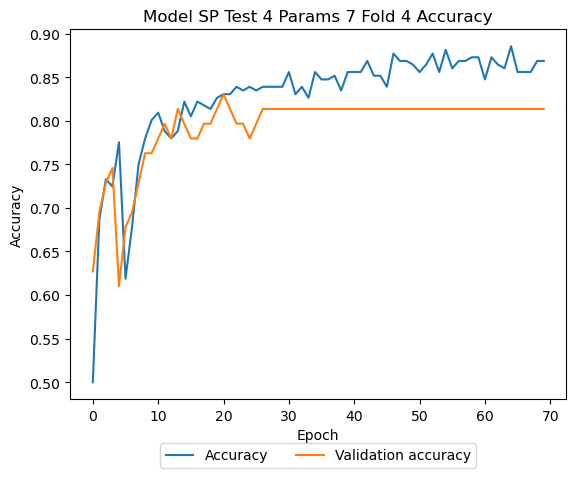 Model SP Test 4 Params 7 Fold 4 Accuracy
0.90
0.85
0.80
0.75
0.70
0.65
0.60
0.55
0.50
Accuracy
0 10 20 30 40 50 60 70
Epoch
Accuracy Validation accuracy